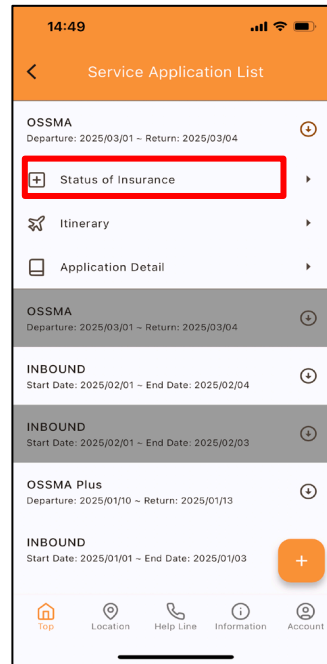 14:49
Service Application List
OSSMA
Departure: 2025/03/01 ~ Return: 2025/03/04
Status of Insurance
Itinerary
Application Detail
OSSMA
Departure: 2025/03/01 ~ Return: 2025/03/04
INBOUND
Start Date: 2025/02/01 ~ End Date: 2025/02/04
INBOUND
Start Date: 2025/02/01 ~ End Date: 2025/02/03
OSSMA Plus
Departure: 2025/01/10 ~ Return: 2025/01/13
INBOUND
Start Date: 2025/01/01 ~ End Date: 2025/01/03
Top Location Help Line Information Account